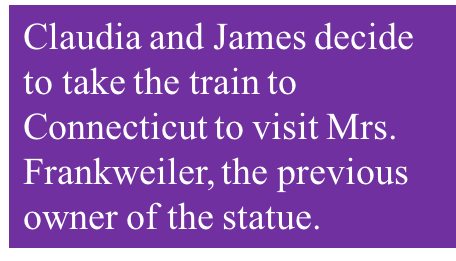 Claudia and James decide
to take the train to
Connecticut to visit Mrs.
Frankweiler, the previous
owner of the statue.